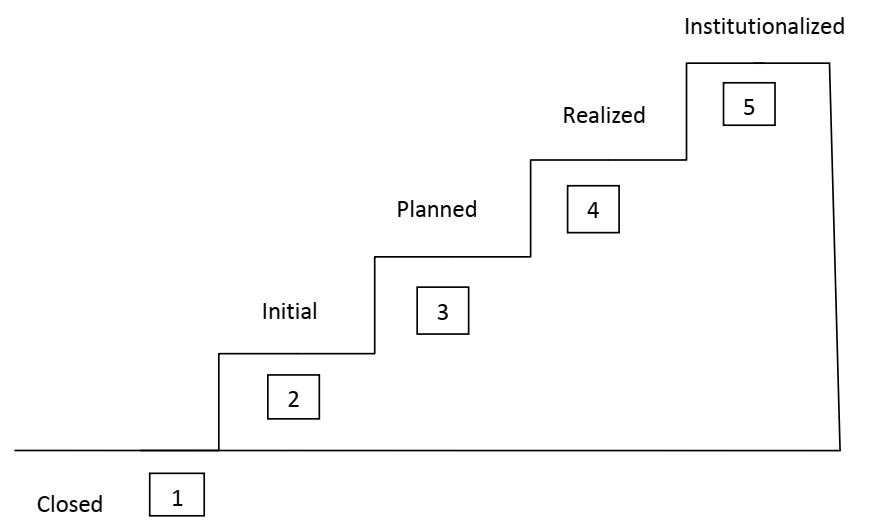 Institutionalized
5
Realized
4
Planned
3
Initial
2
Closed 1